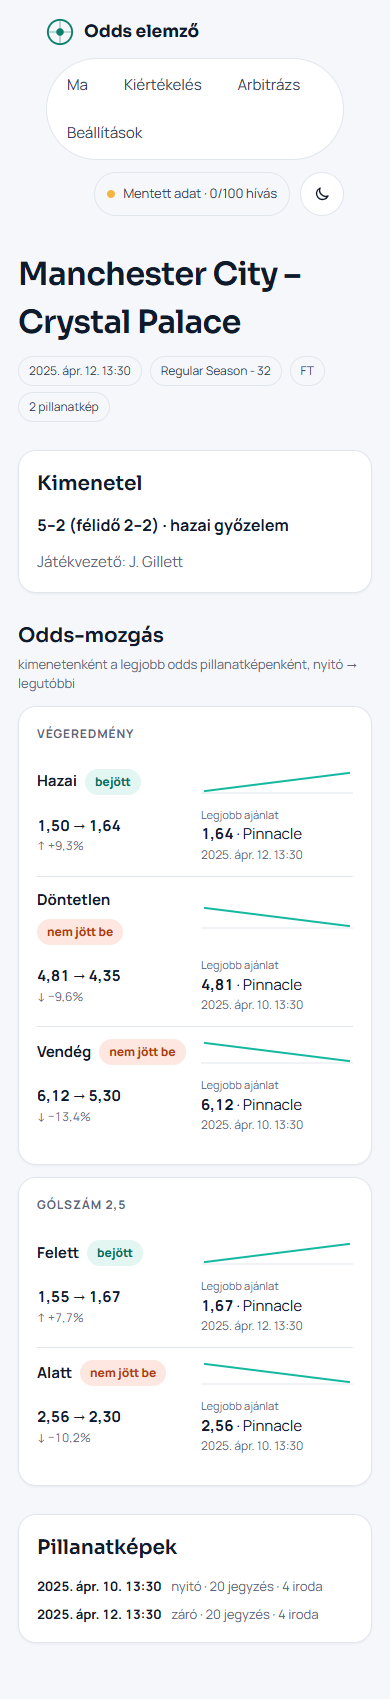 Odds elemző
Ma Kiértékelés Arbitrázs
Beállítások
Mentett adat · 0/100 hívás
Manchester City –
Crystal Palace
2025. ápr. 12. 13:30 Regular Season - 32 FT
2 pillanatkép
Kimenetel
5–2 (félidő 2–2) · hazai győzelem
Játékvezető: J. Gillett
Odds-mozgás
kimenetenként a legjobb odds pillanatképenként, nyitó →
legutóbbi
VÉGEREDMÉNY
Hazai bejött
1,50 → 1,64
↑ +9,3%
Legjobb ajánlat
1,64 · Pinnacle
2025. ápr. 12. 13:30
Döntetlen
nem jött be
4,81 → 4,35
↓ −9,6%
Legjobb ajánlat
4,81 · Pinnacle
2025. ápr. 10. 13:30
Vendég nem jött be
6,12 → 5,30
↓ −13,4%
Legjobb ajánlat
6,12 · Pinnacle
2025. ápr. 10. 13:30
GÓLSZÁM 2,5
Felett bejött
1,55 → 1,67
↑ +7,7%
Legjobb ajánlat
1,67 · Pinnacle
2025. ápr. 12. 13:30
Alatt nem jött be
2,56 → 2,30
↓ −10,2%
Legjobb ajánlat
2,56 · Pinnacle
2025. ápr. 10. 13:30
Pillanatképek
2025. ápr. 10. 13:30 nyitó · 20 jegyzés · 4 iroda
2025. ápr. 12. 13:30 záró · 20 jegyzés · 4 iroda